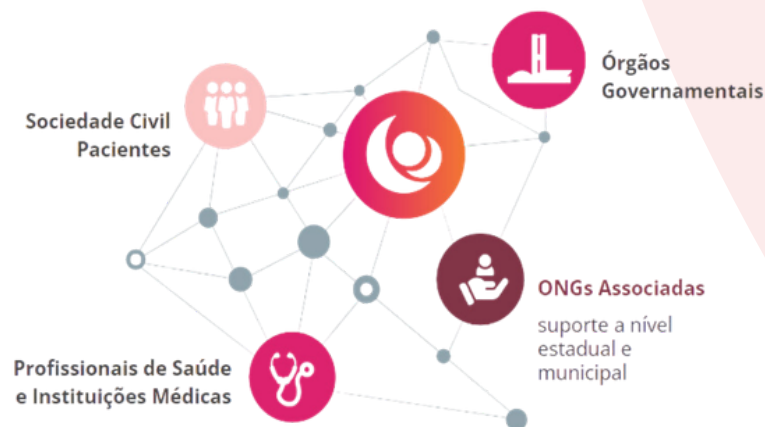 Órgãos
Governamentais
Sociedade Civil
Pacientes
ONGs Associadas
suporte a nível
estadual e
municipal
Profissionais de Saúde
e Instituições Médicas